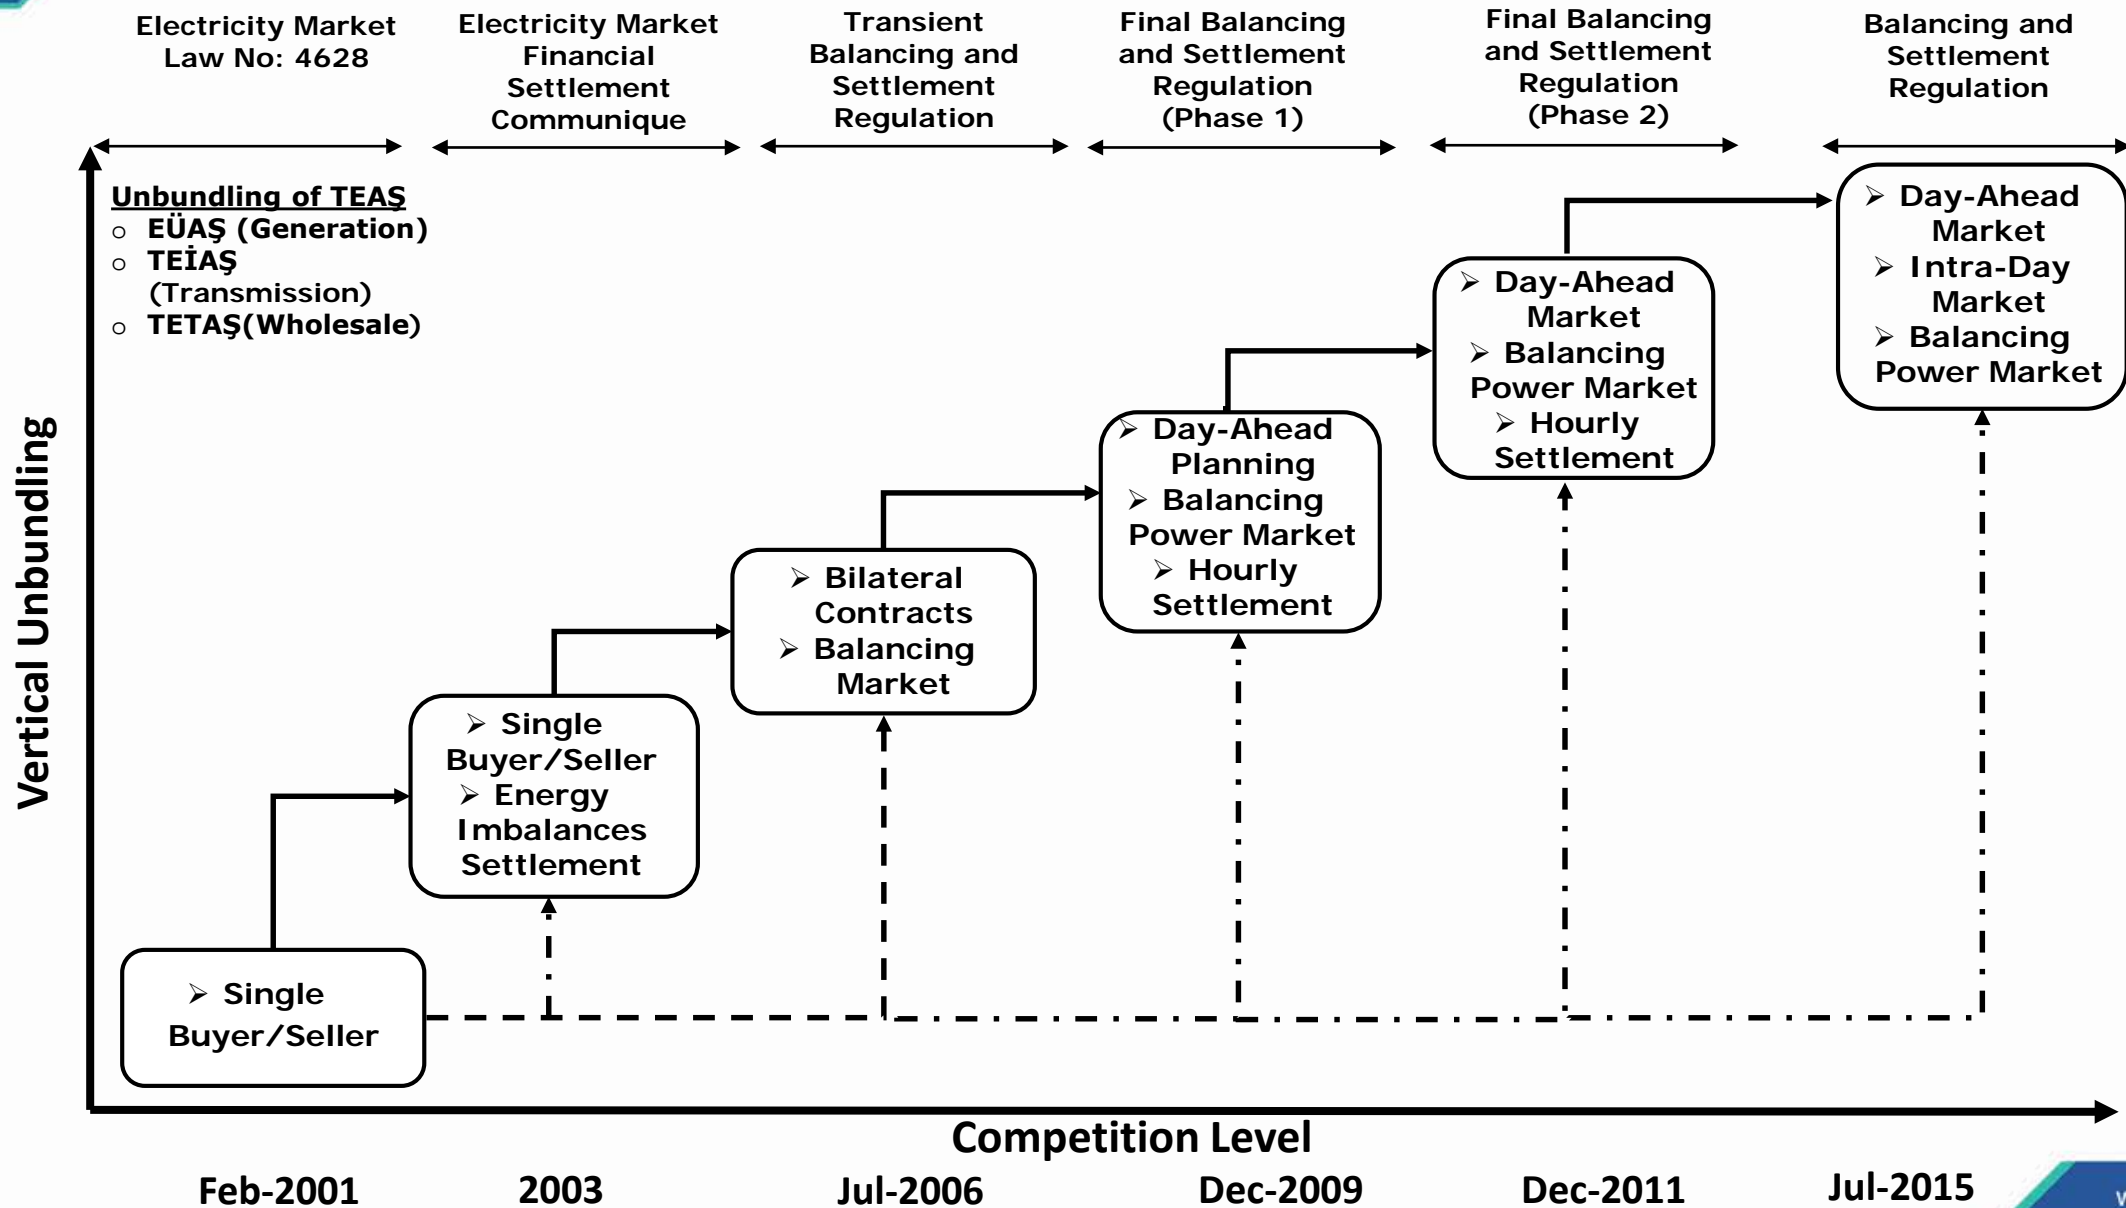 Electricity Market
Law No: 4628
Electricity Market
Financial
Settlement
Communique
Transient
Balancing and
Settlement
Regulation
Final Balancing
and Settlement
Regulation
(Phase 1)
Final Balancing
and Settlement
Regulation
(Phase 2)
Balancing and
Settlement
Regulation
Unbundling of TEAŞ
o EÜAŞ (Generation)
o TEİAŞ
(Transmission)
o TETAŞ(Wholesale)
➢ Day-Ahead
Market
➢ Intra-Day
Market
➢ Balancing
Power Market
➢ Day-Ahead
Market
➢ Balancing
Power Market
➢ Hourly
Settlement
➢ Day-Ahead
Planning
➢ Balancing
Power Market
➢ Hourly
Settlement
➢ Bilateral
Contracts
➢ Balancing
Market
➢ Single
Buyer/Seller
➢ Energy
Imbalances
Settlement
➢ Single
Buyer/Seller
Vertical Unbundling
Competition Level
Feb-2001
2003
Jul-2006
Dec-2009
Dec-2011
Jul-2015